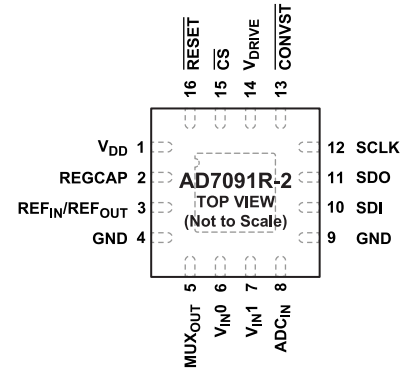 RESET
CS
VDRIVE
CONVST
16
15
14
13
VDD 1
REGCAP 2
REFIN/REFOUT 3
GND 4
AD7091R-2
TOP VIEW
(Not to Scale)
12 SCLK
11 SDO
10 SDI
9 GND
5
6
7
8
MUXOUT
VIN0
VIN1
ADCIN